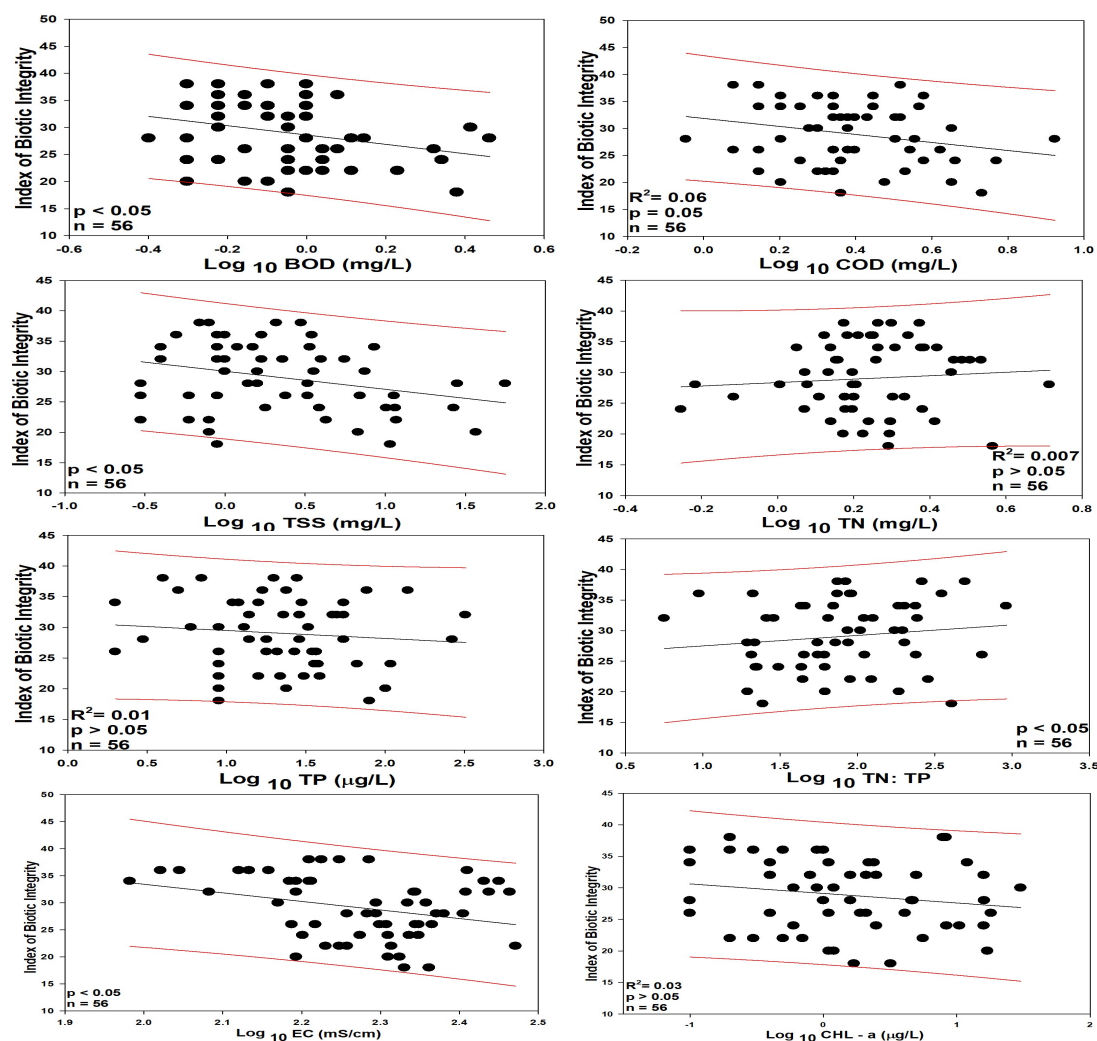 50
45
40
35
30
25
20
15
10
Index of Biotic Integrity
p < 0.05
n = 56
-0.6 -0.4 -0.2 0.0 0.2 0.4 0.6
Log 10 BOD (mg/L)
50
45
40
35
30
25
20
15
10
Index of Biotic Integrity
R²= 0.06
p = 0.05
n = 56
-0.2 0.0 0.2 0.4 0.6 0.8 1.0
Log 10 COD (mg/L)
45
40
35
30
25
20
15
10
Index of Biotic Integrity
p < 0.05
n = 56
-1.0 -0.5 0.0 0.5 1.0 1.5 2.0
Log 10 TSS (mg/L)
45
40
35
30
25
20
15
10
Index of Biotic Integrity
R²= 0.007
p > 0.05
n = 56
-0.4 -0.2 0.0 0.2 0.4 0.6 0.8
Log 10 TN (mg/L)
45
40
35
30
25
20
15
10
Index of Biotic Integrity
R²= 0.01
p > 0.05
n = 56
0.0 0.5 1.0 1.5 2.0 2.5 3.0
Log 10 TP (µg/L)
45
40
35
30
25
20
15
10
Index of Biotic Integrity
p < 0.05
n = 56
0.5 1.0 1.5 2.0 2.5 3.0 3.5
Log 10 TN: TP
50
45
40
35
30
25
20
15
10
Index of Biotic Integrity
p < 0.05
n = 56
1.9 2.0 2.1 2.2 2.3 2.4 2.5
Log 10 EC (mS/cm)
45
40
35
30
25
20
15
10
Index of Biotic Integrity
R²= 0.03
p > 0.05
n = 56
-1 0 1 2
Log 10 CHL - a (µg/L)